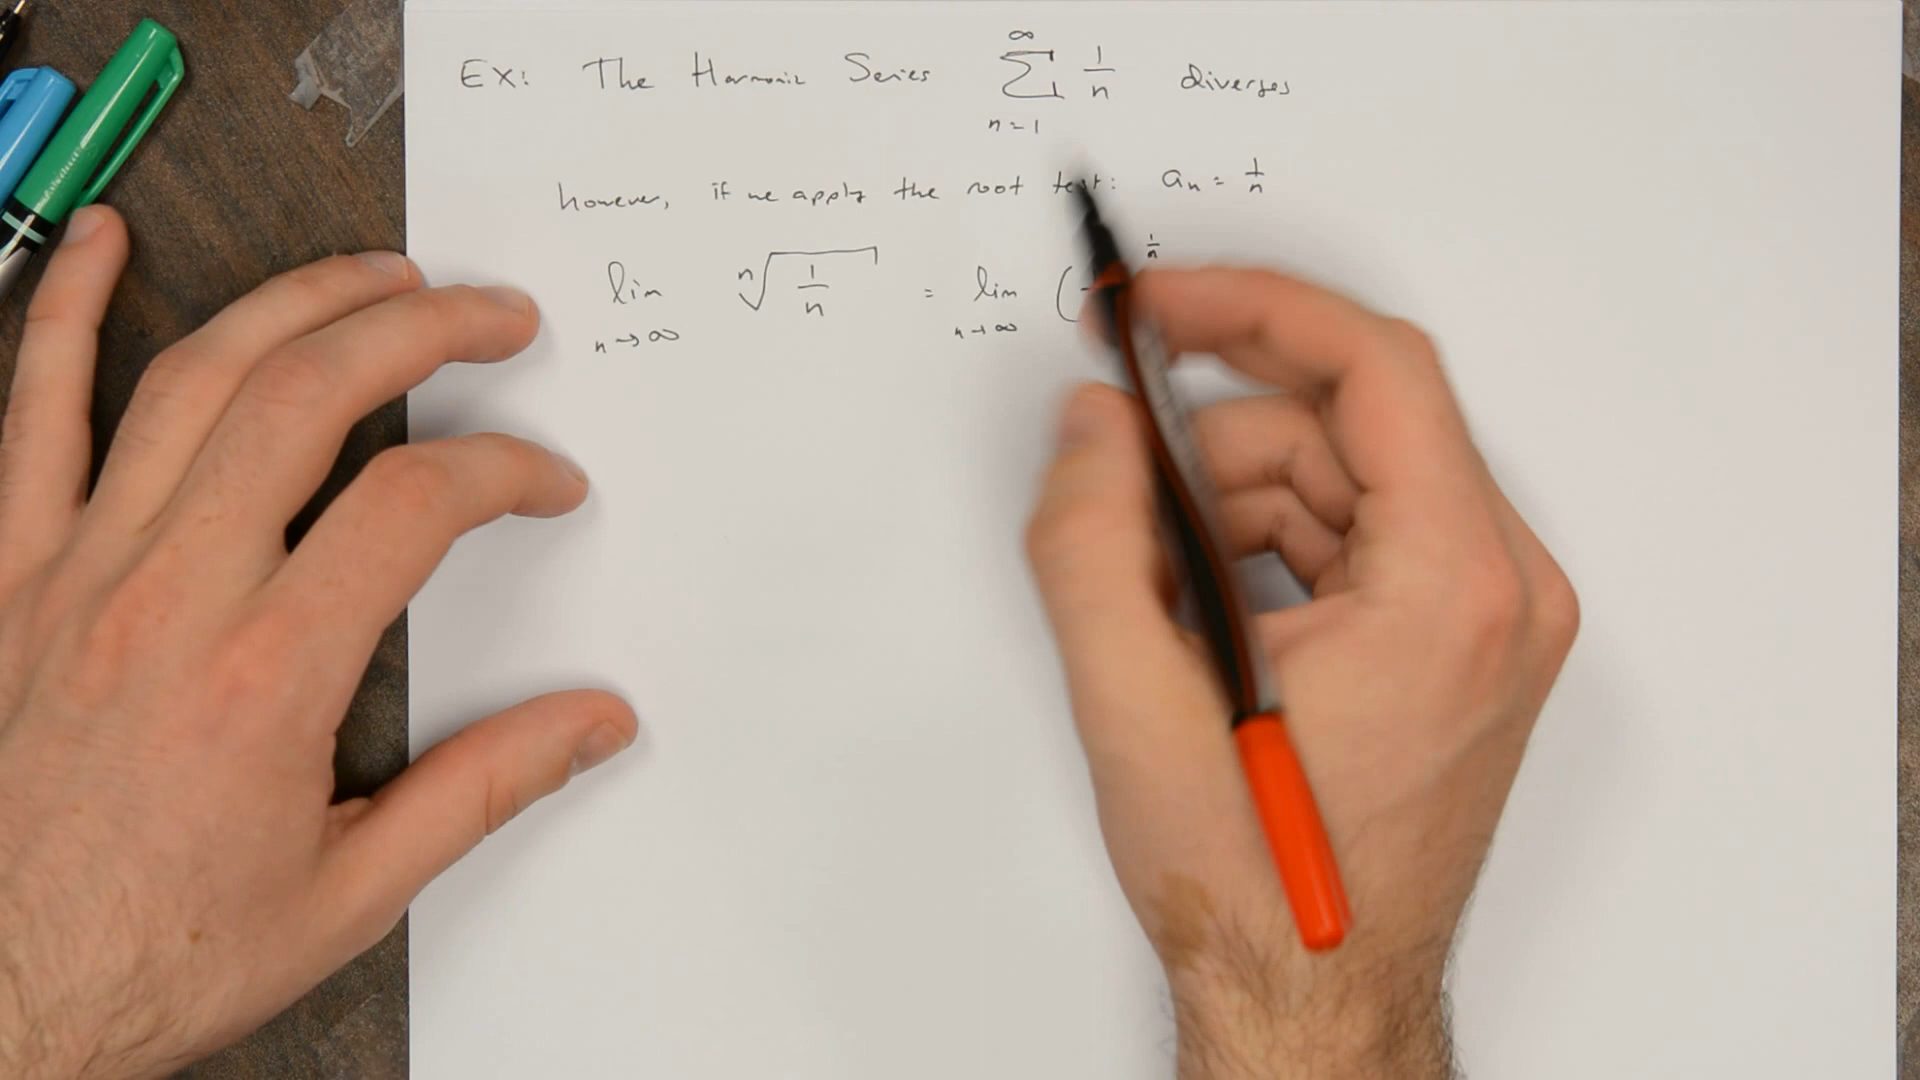 Ex: The Harmonic Series ∞ ∑ n=1 1/n diverges
however, if we apply the root test: aₙ = 1/n
lim n→∞ ⁿ√(1/n) = lim n→∞ ( 1/n